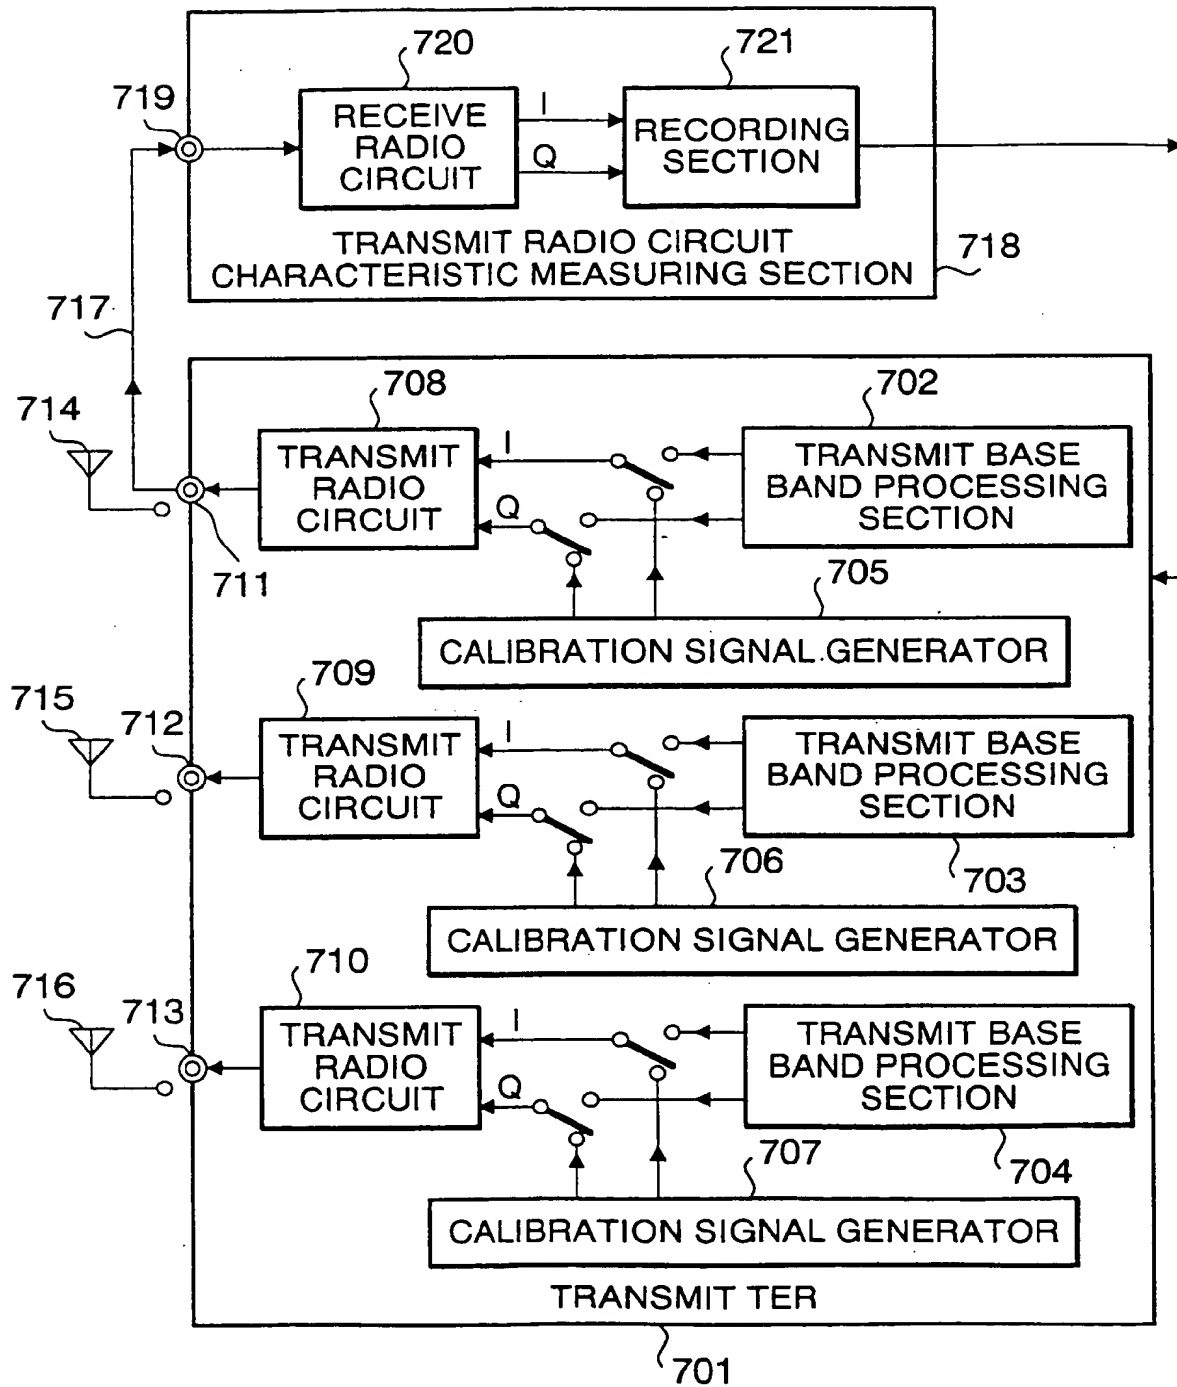 720
721
719
RECEIVE
RADIO
CIRCUIT
I
Q
RECORDING
SECTION
TRANSMIT RADIO CIRCUIT
CHARACTERISTIC MEASURING SECTION
718
717
714
708
702
TRANSMIT
RADIO
CIRCUIT
I
Q
TRANSMIT BASE
BAND PROCESSING
SECTION
711
705
CALIBRATION SIGNAL GENERATOR
715
712
709
TRANSMIT
RADIO
CIRCUIT
I
Q
TRANSMIT BASE
BAND PROCESSING
SECTION
706
703
CALIBRATION SIGNAL GENERATOR
716
713
710
TRANSMIT
RADIO
CIRCUIT
I
Q
TRANSMIT BASE
BAND PROCESSING
SECTION
707
704
CALIBRATION SIGNAL GENERATOR
TRANSMIT TER
701